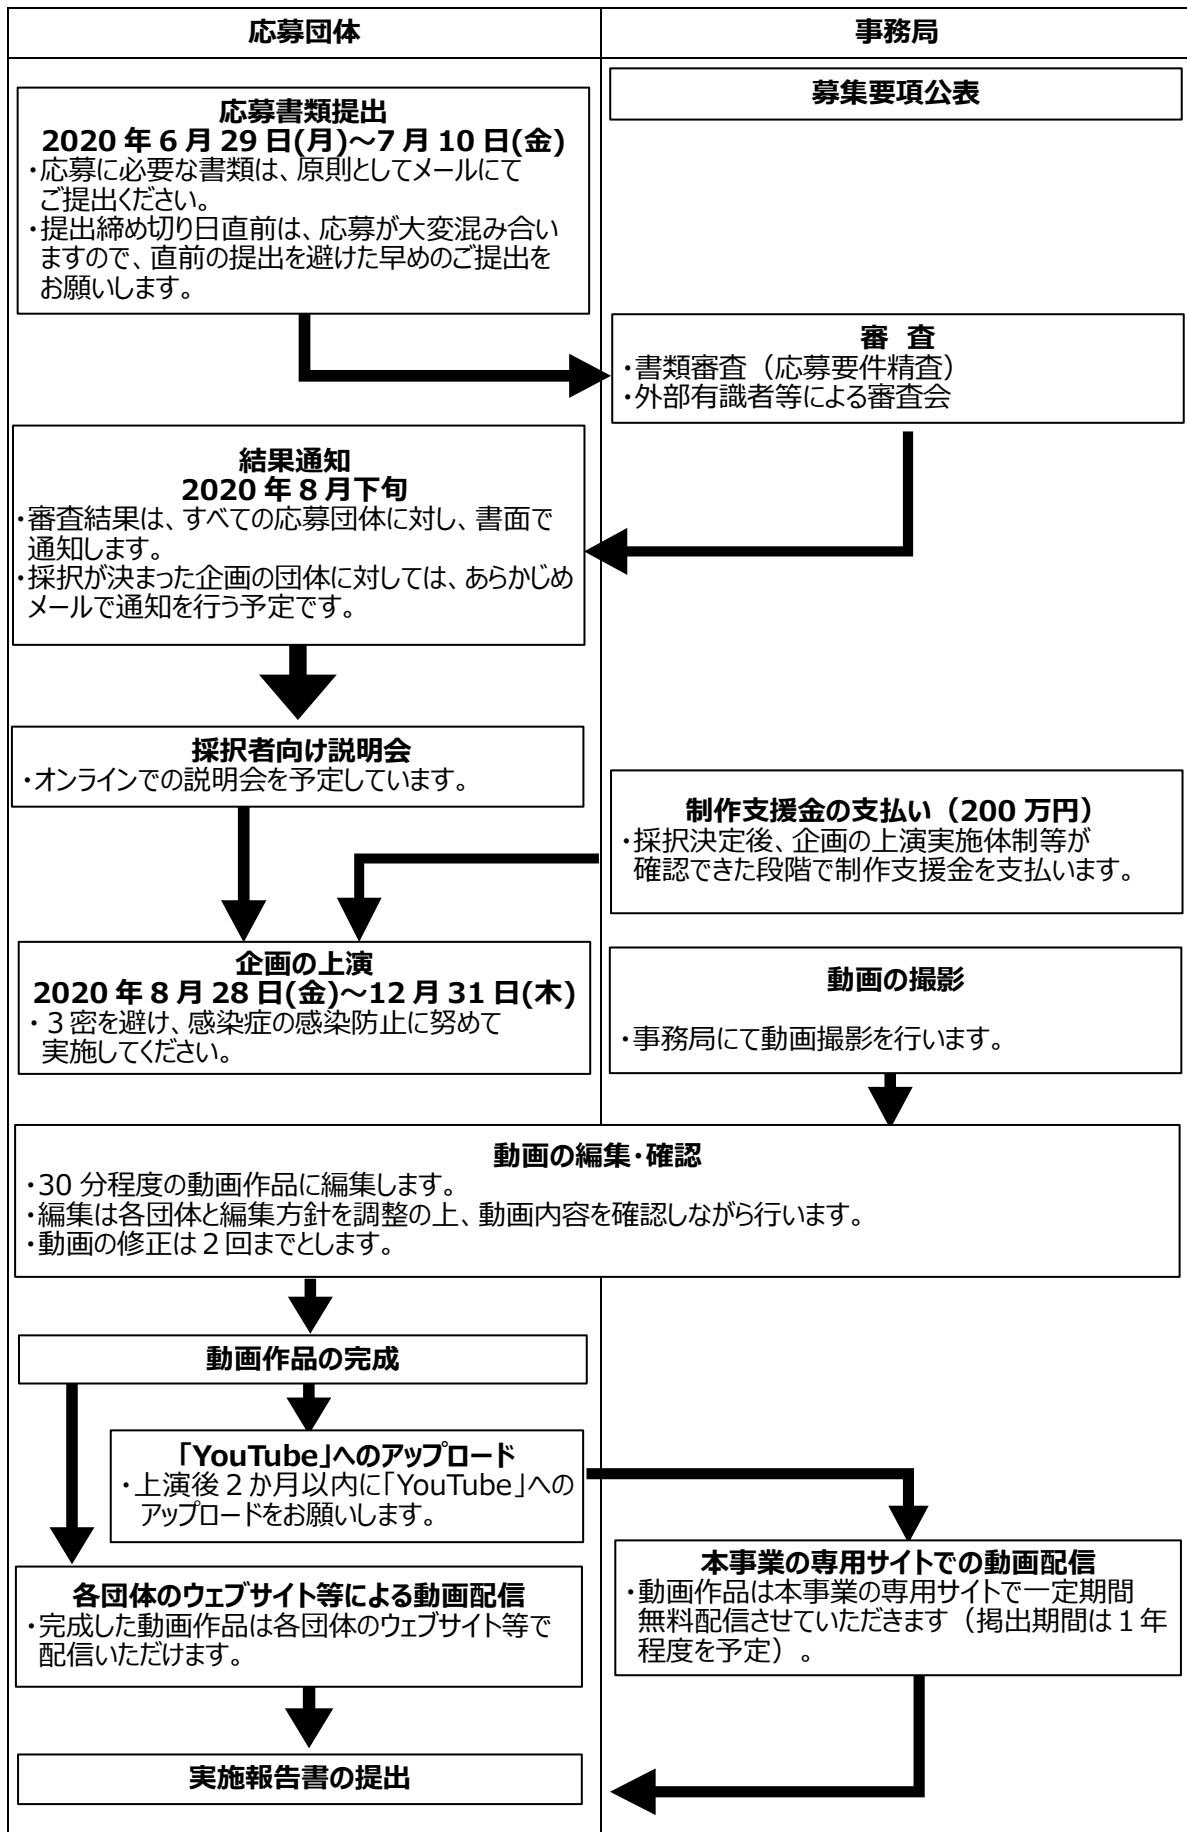 応募団体
事務局
募集要項公表
応募書類提出
2020 年 6 月 29 日(月)～7 月 10 日(金)
・応募に必要な書類は、原則としてメールにて
ご提出ください。
・提出締め切り日直前は、応募が大変混み合い
ますので、直前の提出を避けた早めのご提出を
お願いします。
審 査
・書類審査（応募要件精査）
・外部有識者等による審査会
結果通知
2020 年 8 月下旬
・審査結果は、すべての応募団体に対し、書面で
通知します。
・採択が決まった企画の団体に対しては、あらかじめ
メールで通知を行う予定です。
採択者向け説明会
・オンラインでの説明会を予定しています。
制作支援金の支払い（200 万円）
・採択決定後、企画の上演実施体制等が
確認できた段階で制作支援金を支払います。
企画の上演
2020 年 8 月 28 日(金)～12 月 31 日(木)
・３密を避け、感染症の感染防止に努めて
実施してください。
動画の撮影
・事務局にて動画撮影を行います。
動画の編集・確認
・30 分程度の動画作品に編集します。
・編集は各団体と編集方針を調整の上、動画内容を確認しながら行います。
・動画の修正は２回までとします。
動画作品の完成
「YouTube」へのアップロード
・上演後２か月以内に「YouTube」への
アップロードをお願いします。
本事業の専用サイトでの動画配信
・動画作品は本事業の専用サイトで一定期間
無料配信させていただきます（掲出期間は１年
程度を予定）。
各団体のウェブサイト等による動画配信
・完成した動画作品は各団体のウェブサイト等で
配信いただけます。
実施報告書の提出